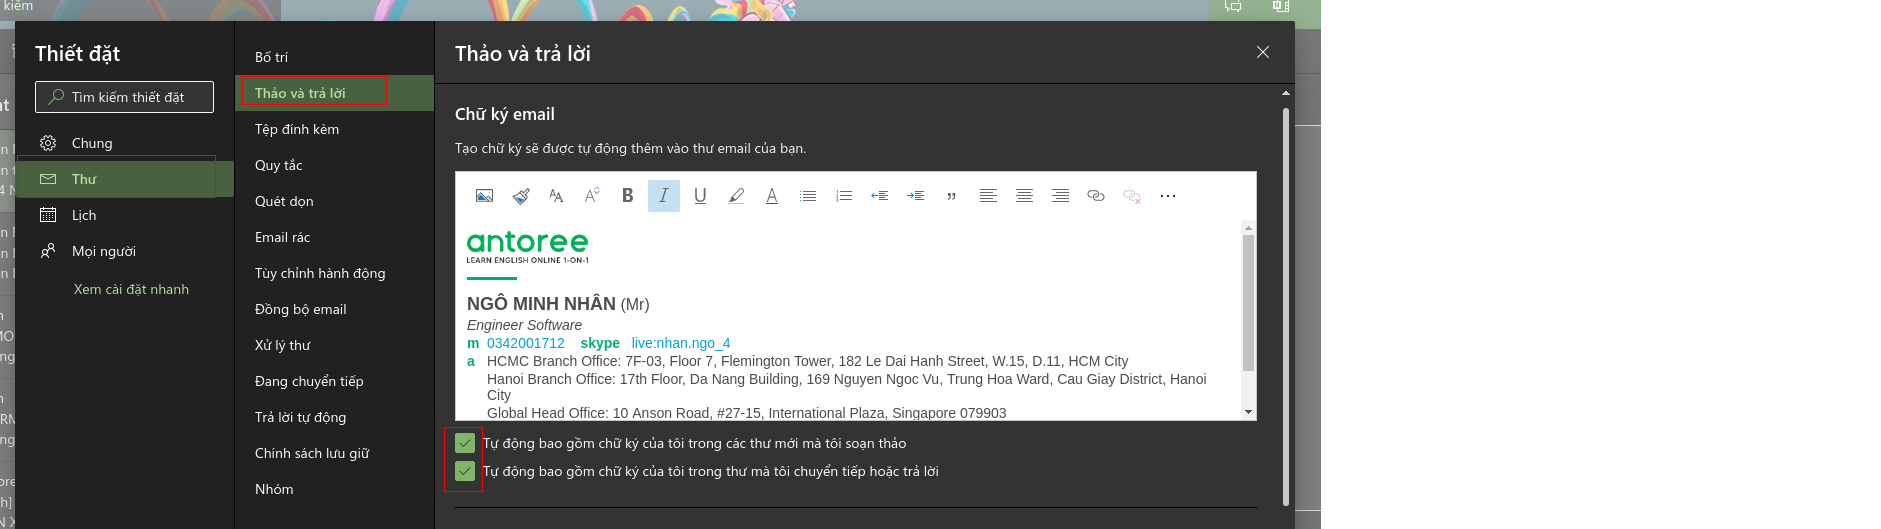 kiếm
Thiết đặt
Tìm kiếm thiết đặt
Chung
Thư
Lịch
Mọi người
Xem cài đặt nhanh
Bố trí
Thảo và trả lời
Tệp đính kèm
Quy tắc
Quét dọn
Email rác
Tùy chỉnh hành động
Đồng bộ email
Xử lý thư
Đang chuyển tiếp
Trả lời tự động
Chính sách lưu giữ
Nhóm
Thảo và trả lời
Chữ ký email
Tạo chữ ký sẽ được tự động thêm vào thư email của bạn.
antoree
LEARN ENGLISH ONLINE 1-ON-1
NGÔ MINH NHÂN (Mr)
Engineer Software
m 0342001712 skype live:nhan.ngo_4
a HCMC Branch Office: 7F-03, Floor 7, Flemington Tower, 182 Le Dai Hanh Street, W.15, D.11, HCM City
Hanoi Branch Office: 17th Floor, Da Nang Building, 169 Nguyen Ngoc Vu, Trung Hoa Ward, Cau Giay District, Hanoi
City
Global Head Office: 10 Anson Road, #27-15, International Plaza, Singapore 079903
Tự động bao gồm chữ ký của tôi trong các thư mới mà tôi soạn thảo
Tự động bao gồm chữ ký của tôi trong thư mà tôi chuyển tiếp hoặc trả lời